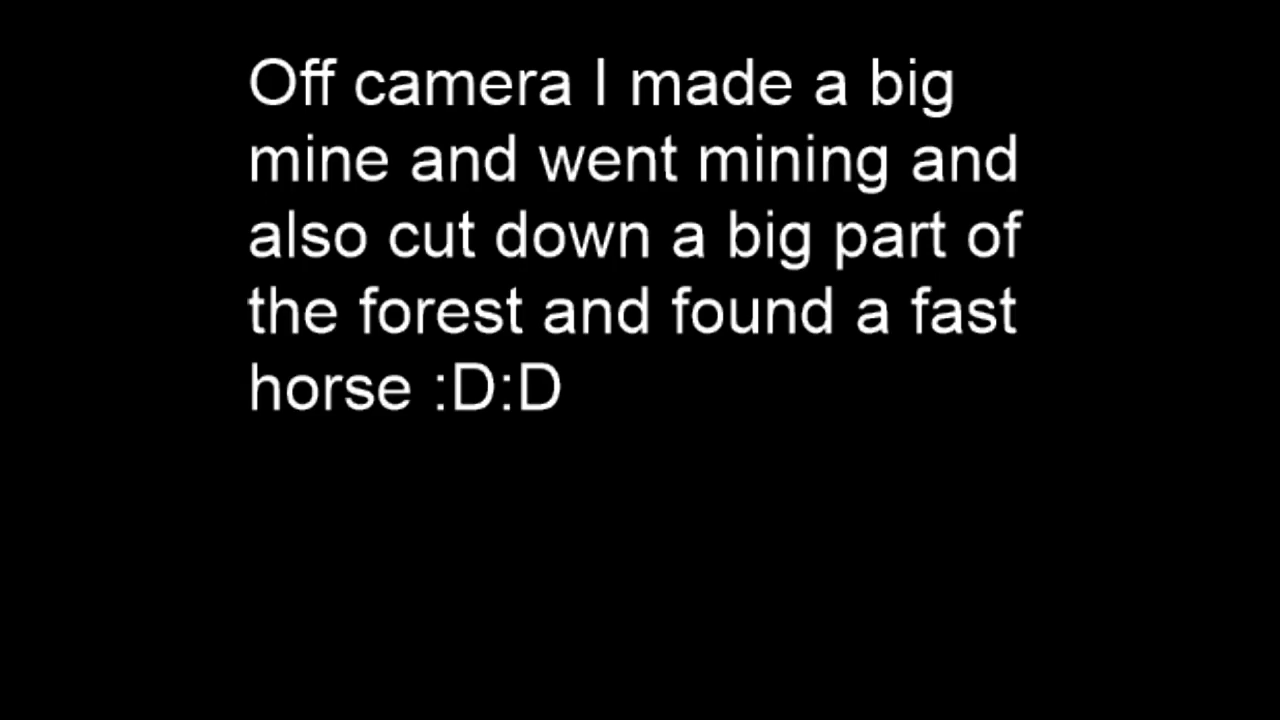 Off camera I made a big
mine and went mining and
also cut down a big part of
the forest and found a fast
horse :D:D